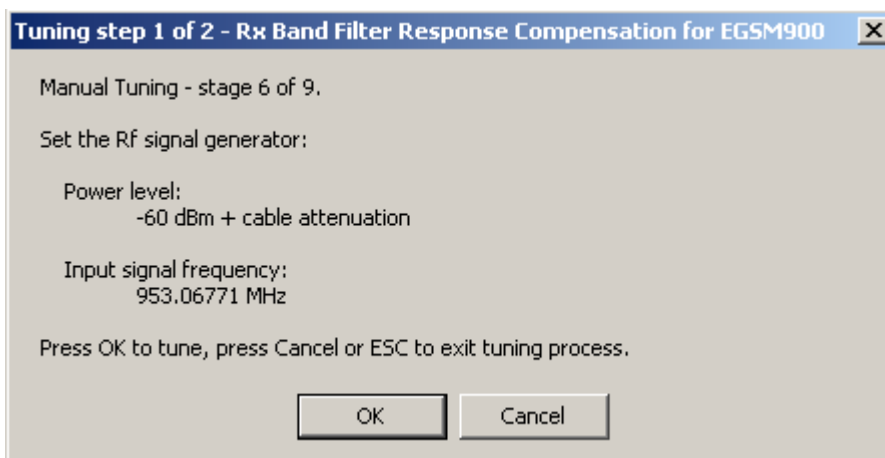 Tuning step 1 of 2 - Rx Band Filter Response Compensation for EGSM900
Manual Tuning - stage 6 of 9.
Set the Rf signal generator:
Power level:
-60 dBm + cable attenuation
Input signal frequency:
953.06771 MHz
Press OK to tune, press Cancel or ESC to exit tuning process.
OK
Cancel